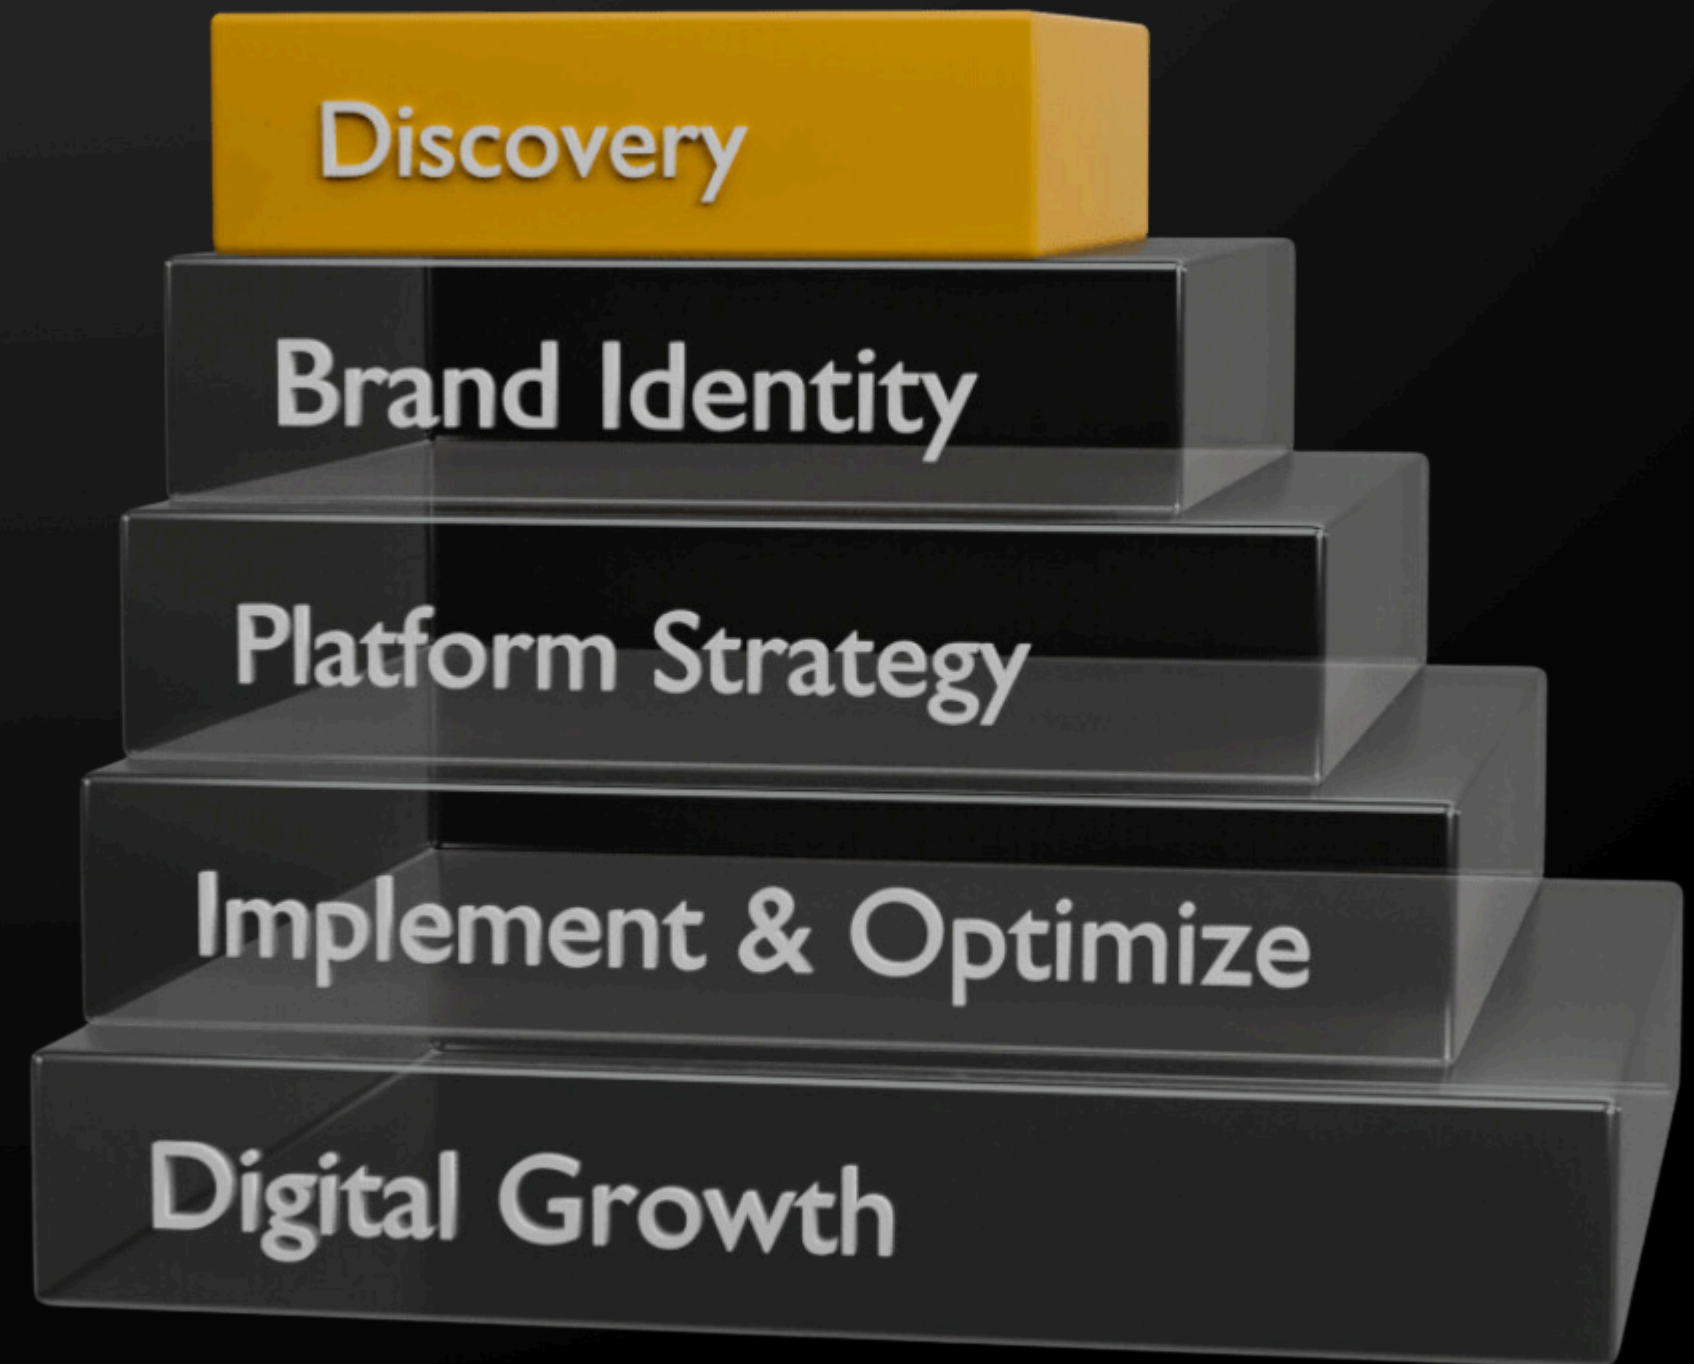 Discovery
Brand Identity
Platform Strategy
Implement & Optimize
Digital Growth